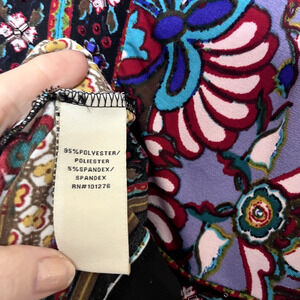 95%POLYESTER/
POLIESTER
5%SPANDEX/
SPANDEX
RN#101276